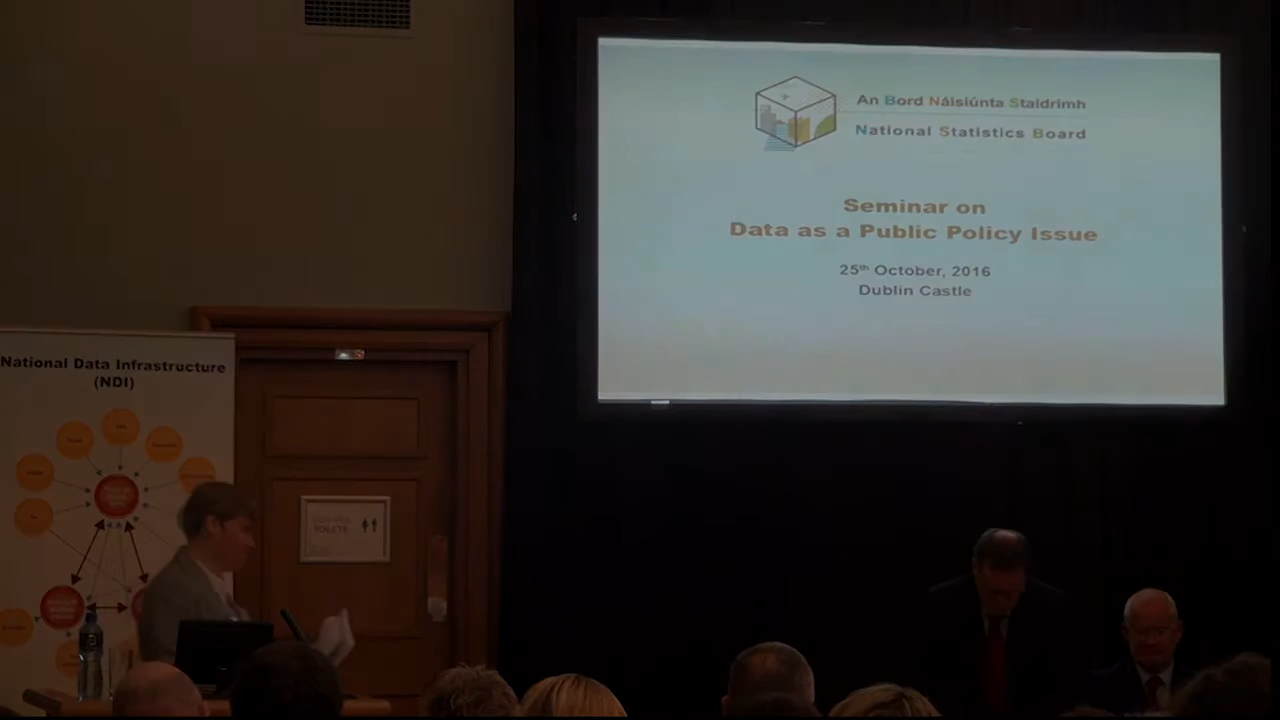 An Bord Náisiúnta Staidrimh
National Statistics Board
Seminar on
Data as a Public Policy Issue
25th October, 2016
Dublin Castle
National Data Infrastructure
(NDI)
TOILETS